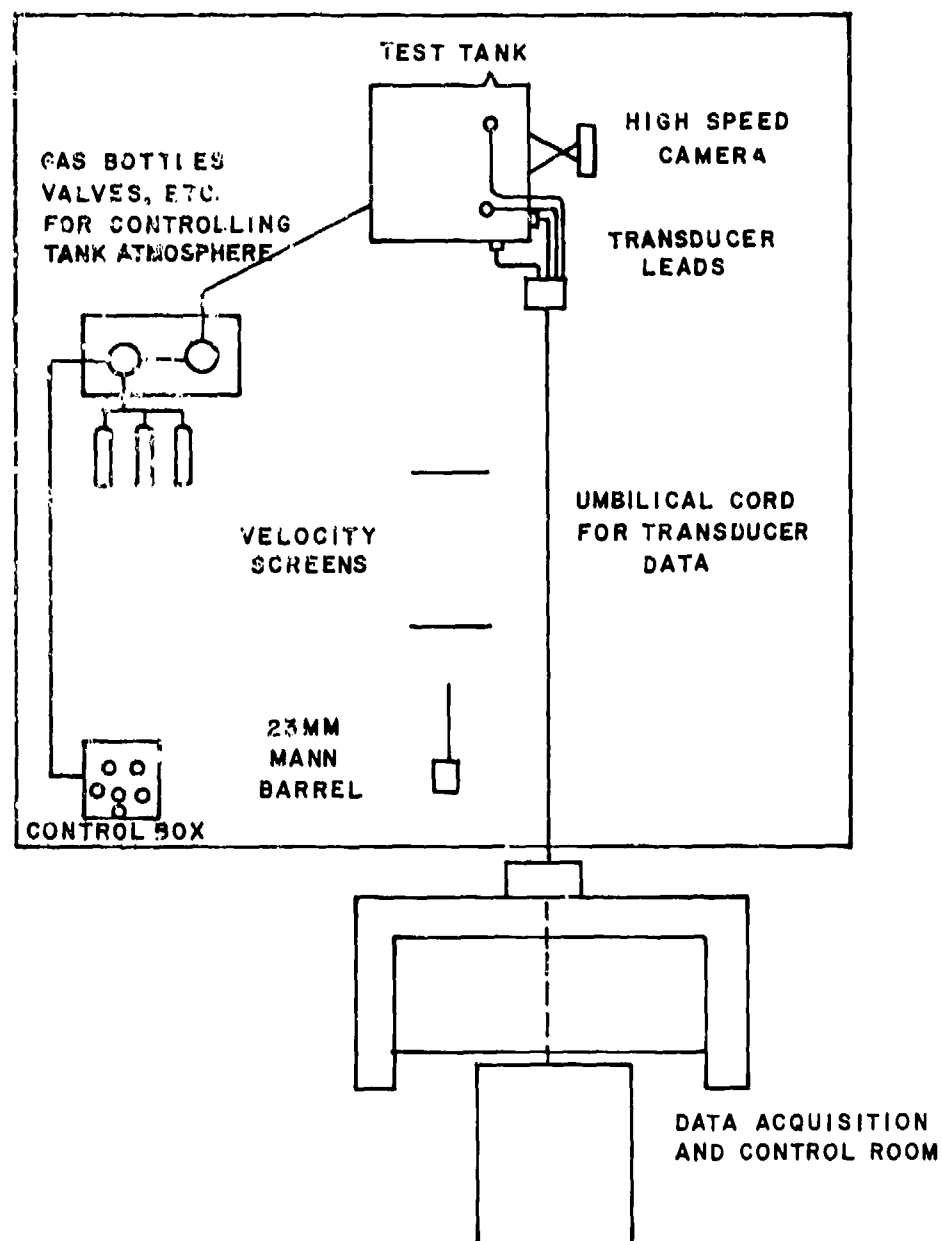 TEST TANK
HIGH SPEED
CAMERA
GAS BOTTLES
VALVES, ETC.
FOR CONTROLLING
TANK ATMOSPHERE
TRANSDUCER
LEADS
VELOCITY
SCREENS
UMBILICAL CORD
FOR TRANSDUCER
DATA
23MM
MANN
BARREL
CONTROL BOX
DATA ACQUISITION
AND CONTROL ROOM